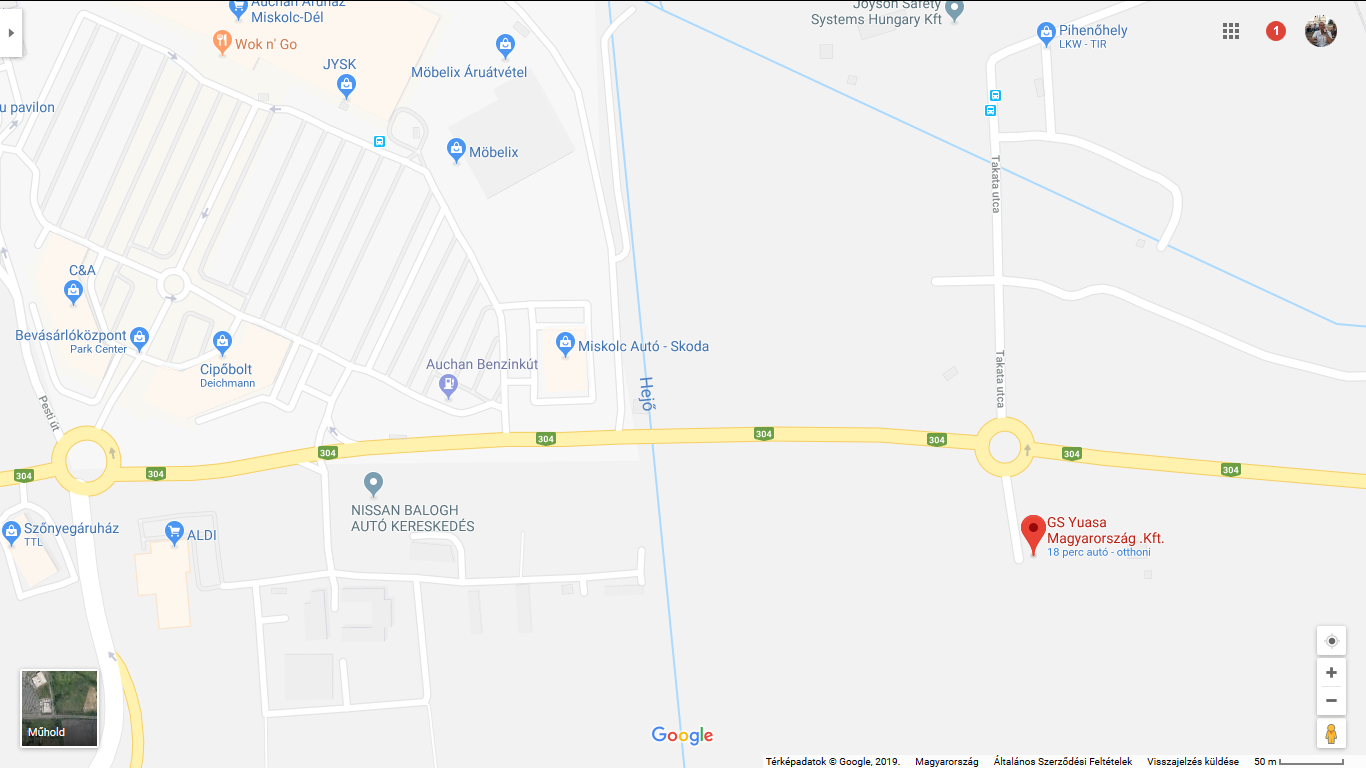 Auchan Áruház
Miskolc-Dél
Wok n' Go
JYSK
Möbelix Áruátvétel
Joyson Safety
Systems Hungary Kft
Pihenőhely
LKW - TIR
1
u pavilon
Möbelix
Takata utca
C&A
Bevásárlóközpont
Park Center
Cipőbolt
Deichmann
Miskolc Autó - Skoda
Auchan Benzinkút
Hejő
Takata utca
Pesti út
304
304
304
304
304
304
304
304
NISSAN BALOGH
AUTÓ KERESKEDÉS
Szőnyegáruház
TTL
ALDI
GS Yuasa
Magyarország .Kft.
18 perc autó - otthoni
Műhold
Google
Térképadatok © Google, 2019. Magyarország Általános Szerződési Feltételek Visszajelzés küldése 50 m